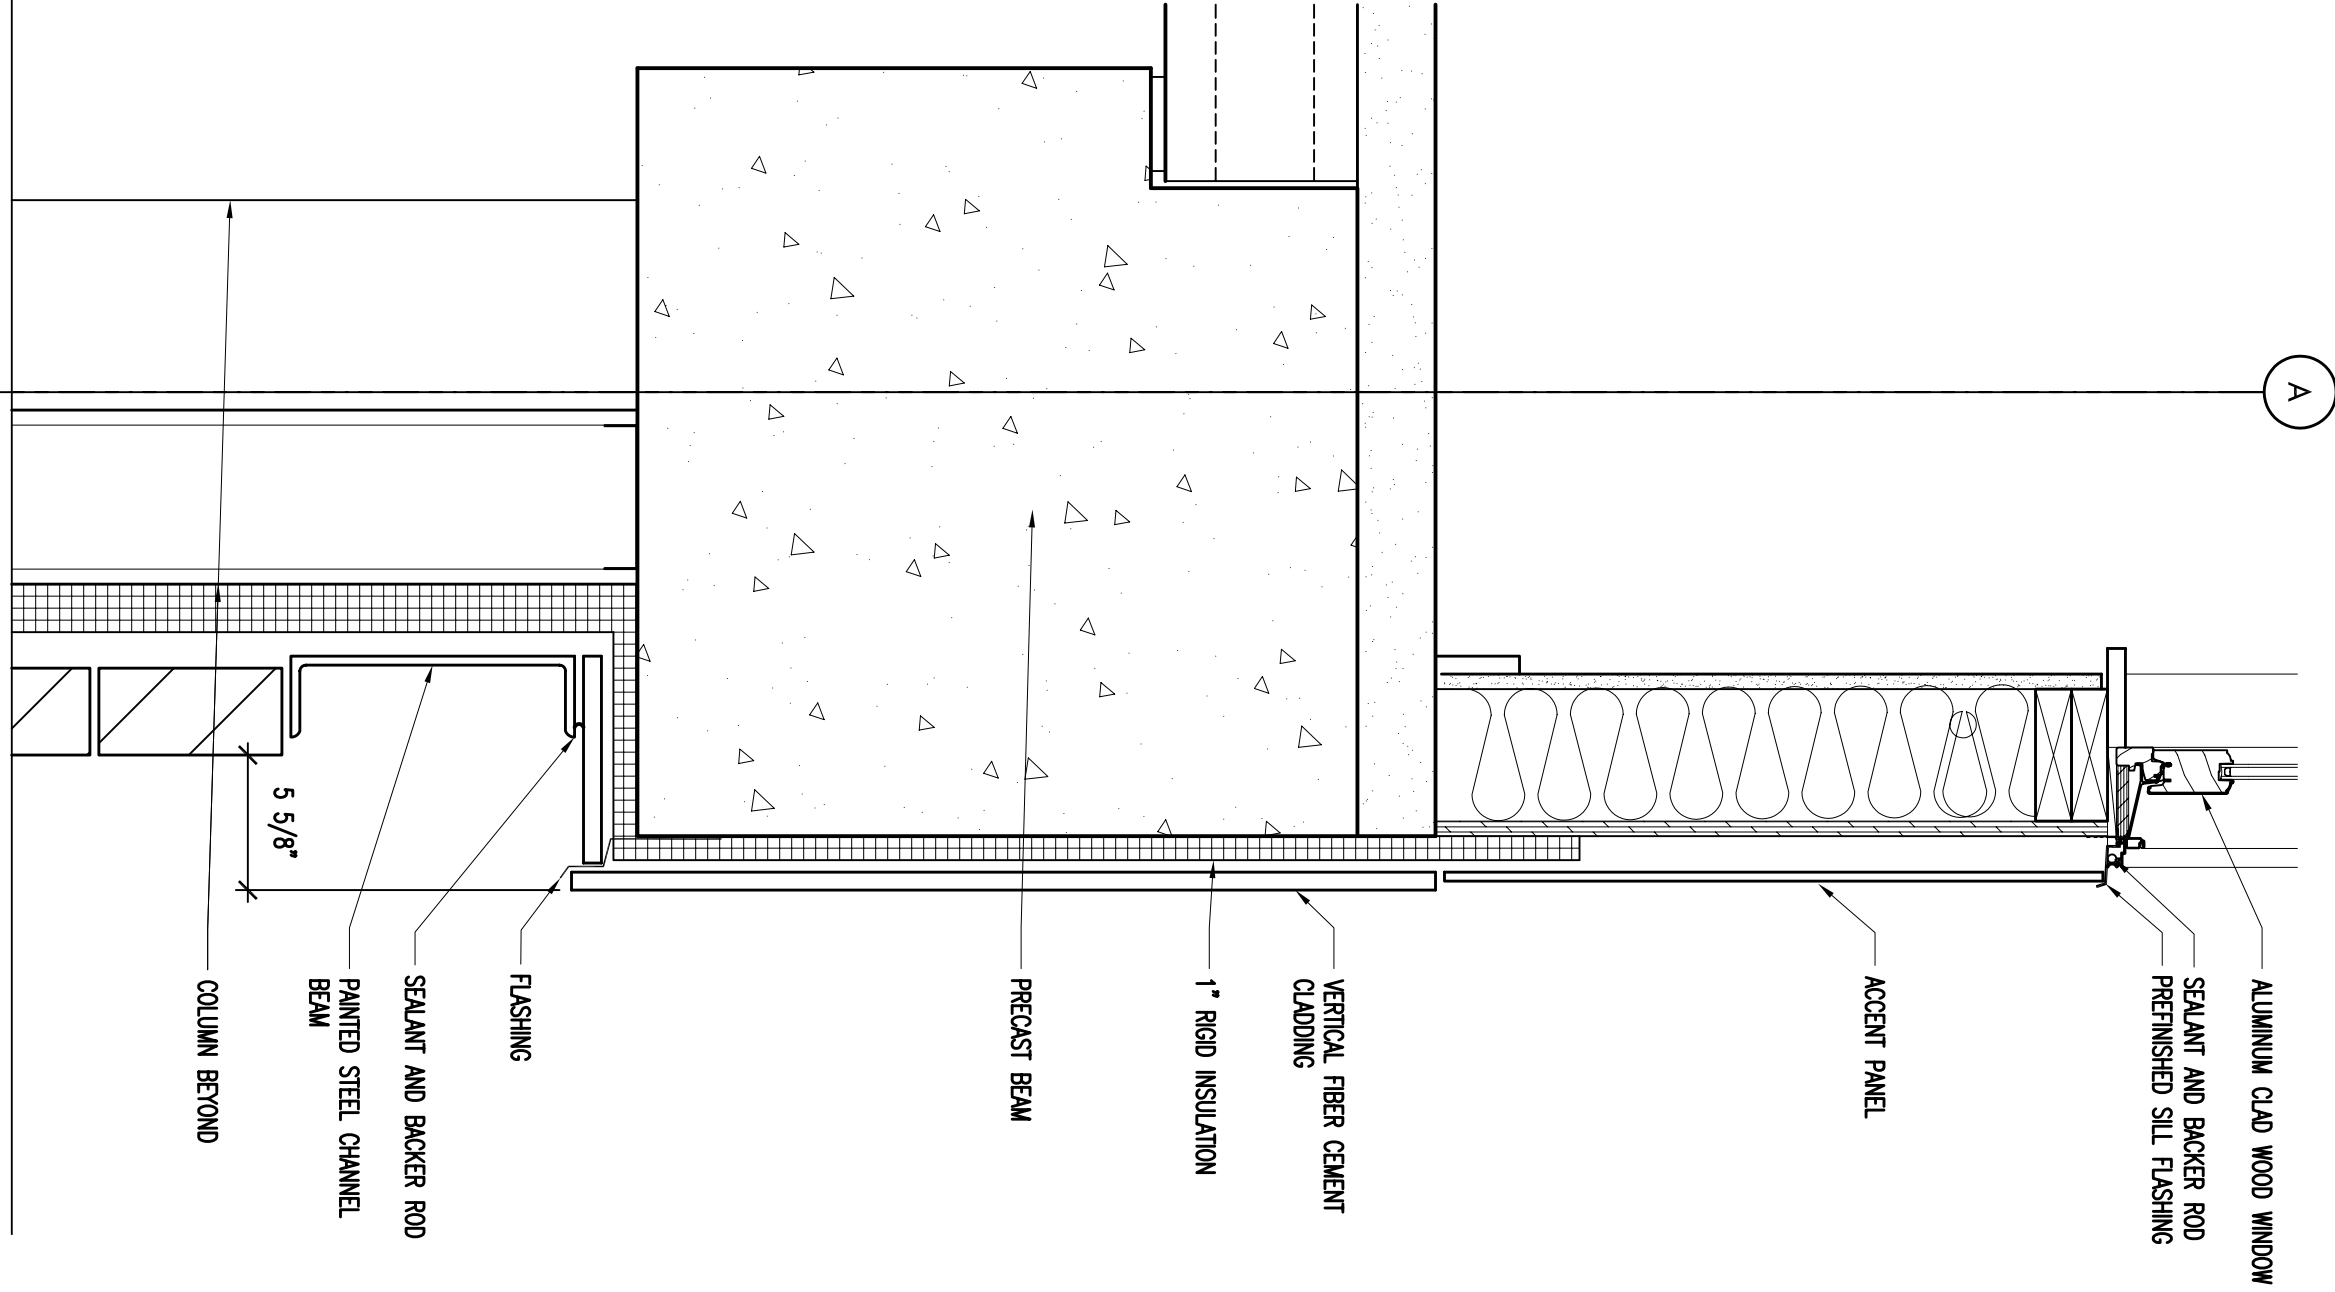 A
ALUMINUM CLAD WOOD WINDOW
SEALANT AND BACKER ROD
PREFINISHED SILL FLASHING
ACCENT PANEL
VERTICAL FIBER CEMENT
CLADDING
1" RIGID INSULATION
PRECAST BEAM
FLASHING
SEALANT AND BACKER ROD
PAINTED STEEL CHANNEL
BEAM
5 5/8"
COLUMN BEYOND